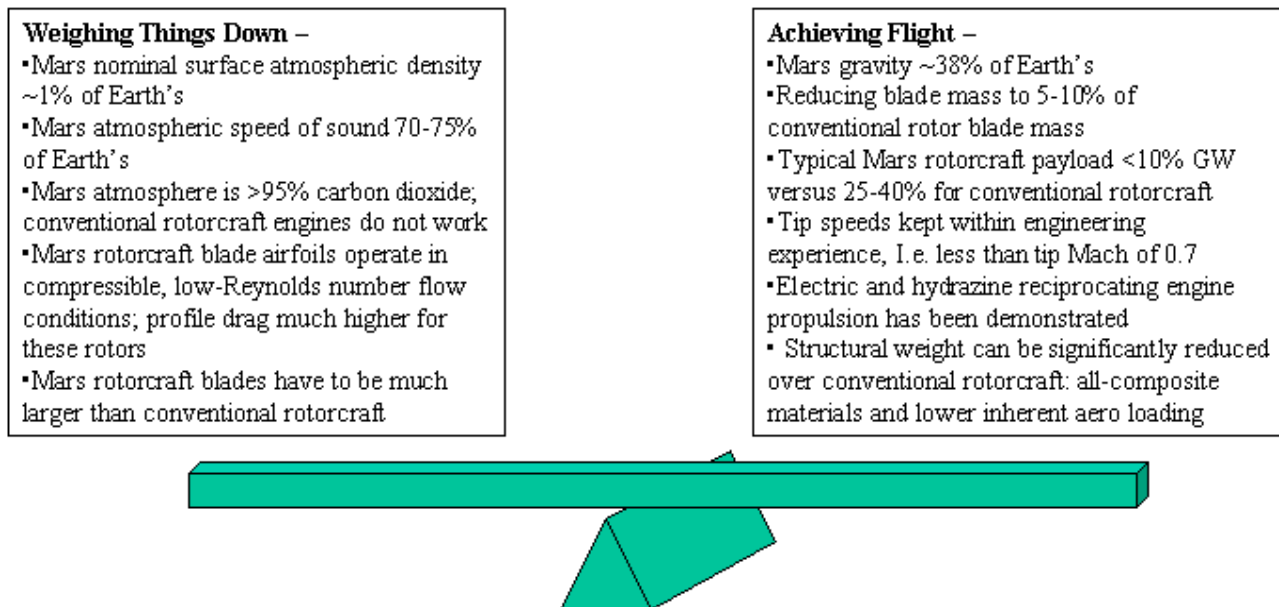 Weighing Things Down –
▪Mars nominal surface atmospheric density
~1% of Earth's
▪Mars atmospheric speed of sound 70-75%
of Earth's
▪Mars atmosphere is >95% carbon dioxide;
conventional rotorcraft engines do not work
▪Mars rotorcraft blade airfoils operate in
compressible, low-Reynolds number flow
conditions; profile drag much higher for
these rotors
▪Mars rotorcraft blades have to be much
larger than conventional rotorcraft
Achieving Flight –
▪Mars gravity ~38% of Earth's
▪Reducing blade mass to 5-10% of
conventional rotor blade mass
▪Typical Mars rotorcraft payload <10% GW
versus 25-40% for conventional rotorcraft
▪Tip speeds kept within engineering
experience, I.e. less than tip Mach of 0.7
▪Electric and hydrazine reciprocating engine
propulsion has been demonstrated
▪ Structural weight can be significantly reduced
over conventional rotorcraft: all-composite
materials and lower inherent aero loading